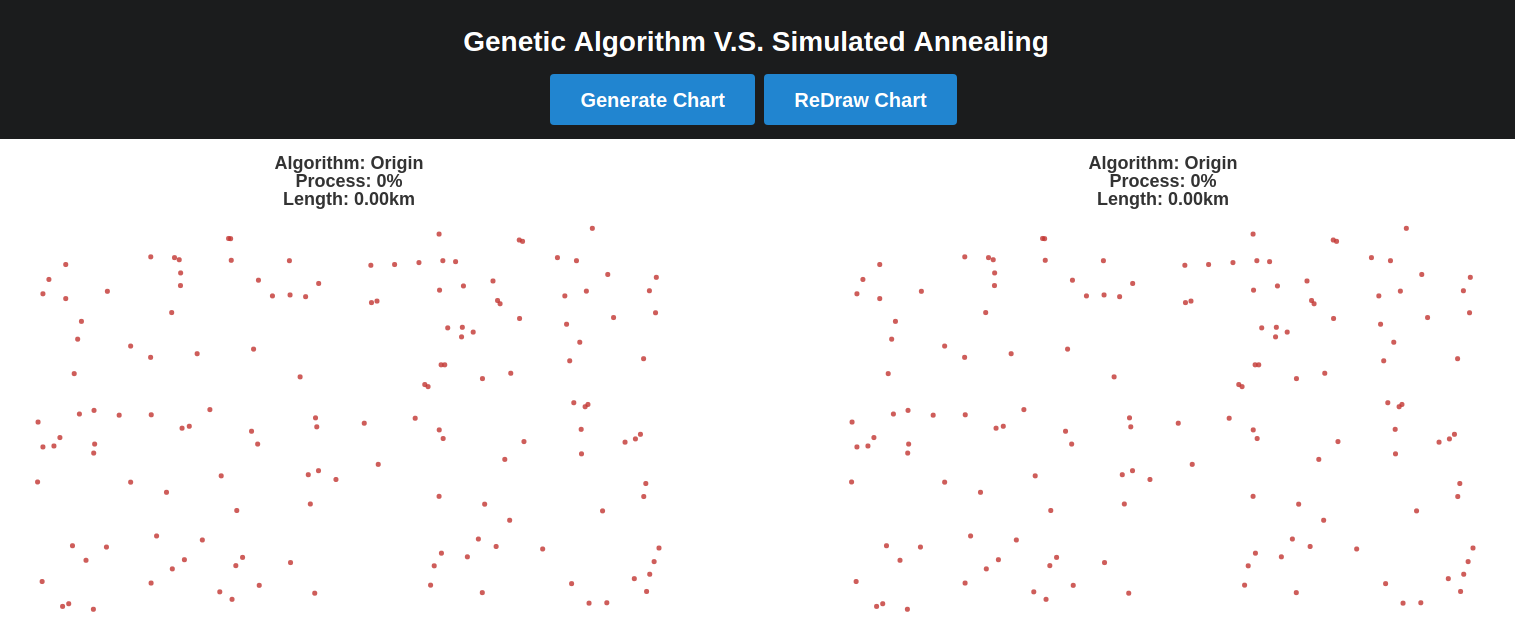 Genetic Algorithm V.S. Simulated Annealing
Generate Chart
ReDraw Chart
Algorithm: Origin
Process: 0%
Length: 0.00km
Algorithm: Origin
Process: 0%
Length: 0.00km